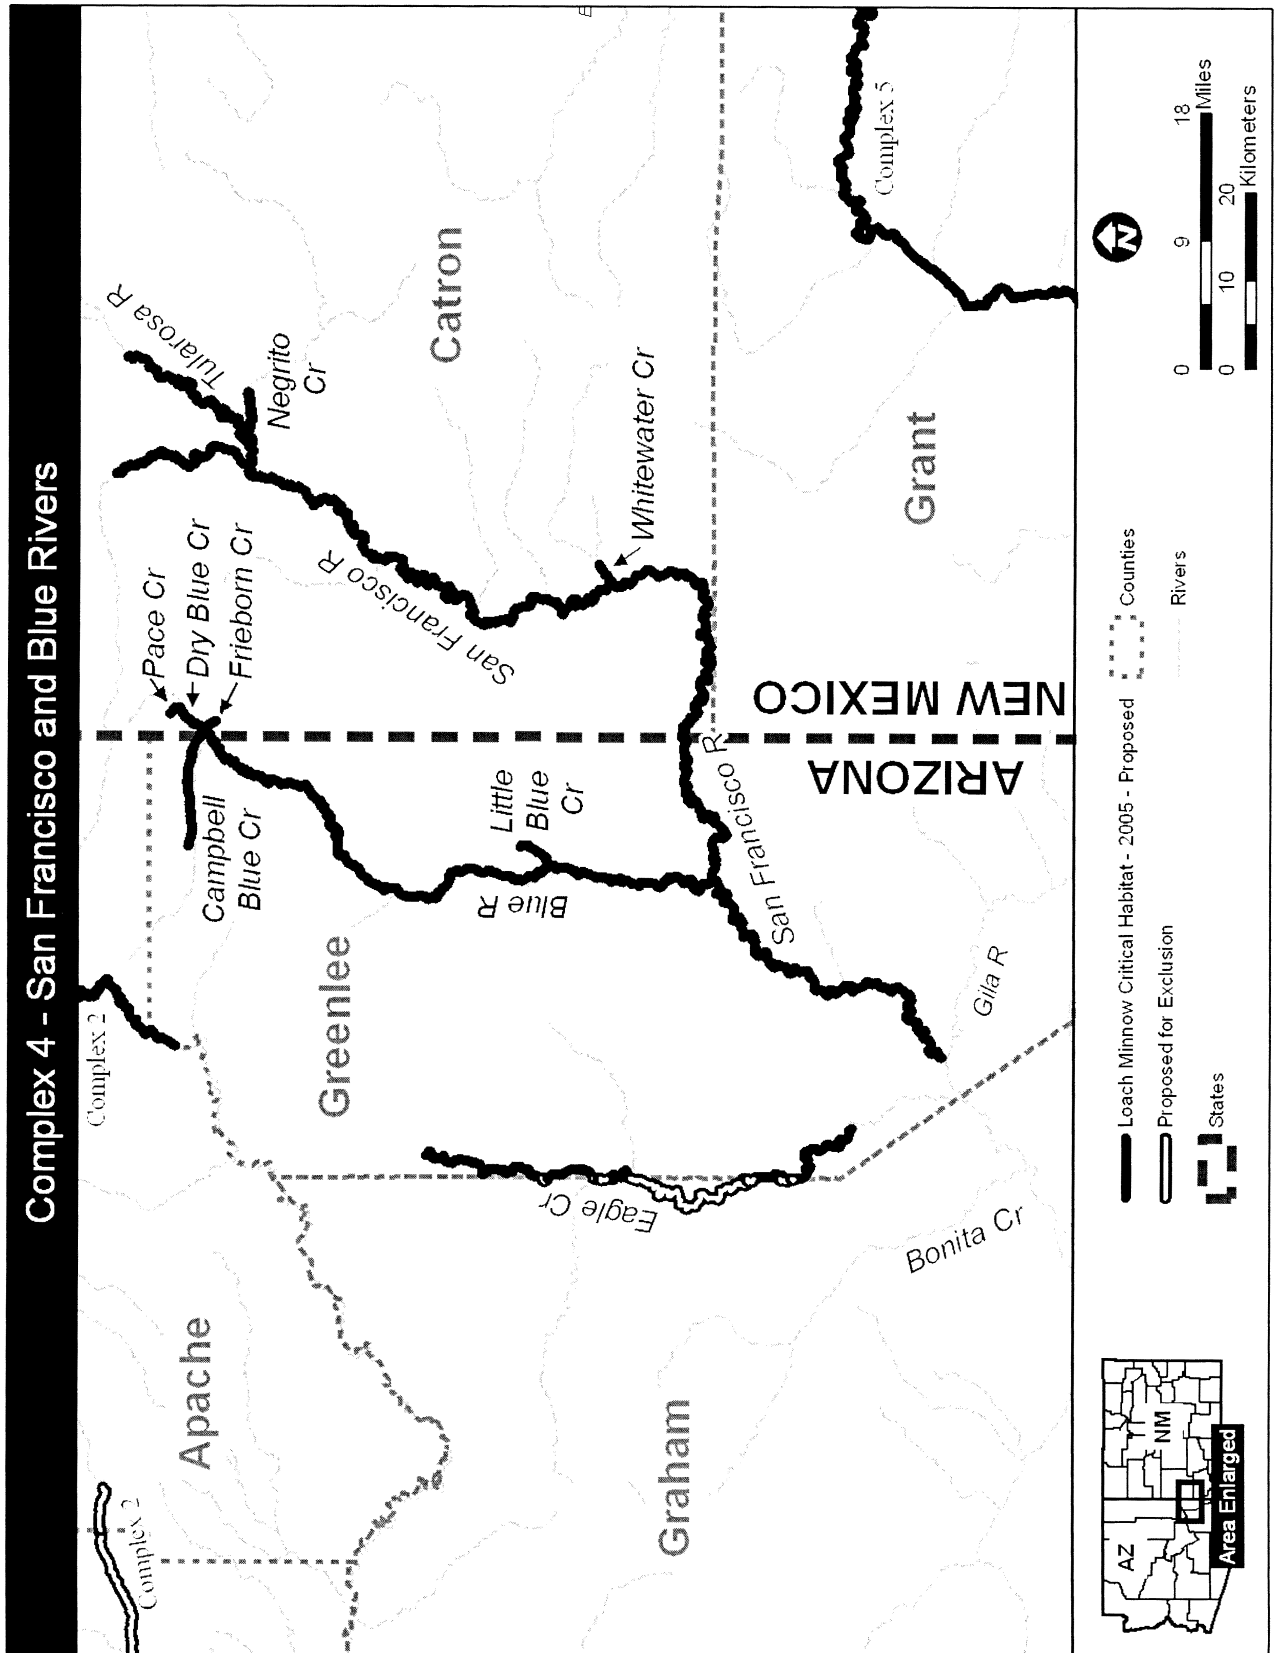 Complex 4 - San Francisco and Blue Rivers
Complex 2
Complex 2
Apache
Greenlee
Graham
Catron
Grant
Tularosa R
Negrito
Cr
Pace Cr
Dry Blue Cr
Frieborn Cr
Campbell
Blue Cr
San Francisco R
Whitewater Cr
Little
Blue
Cr
Blue R
Eagle Cr
San Francisco R
Gila R
Bonita Cr
Complex 5
ARIZONA
NEW MEXICO
AZ
NM
Area Enlarged
Loach Minnow Critical Habitat - 2005 - Proposed
Proposed for Exclusion
States
Counties
Rivers
N
0 9 18
Miles
0 10 20
Kilometers